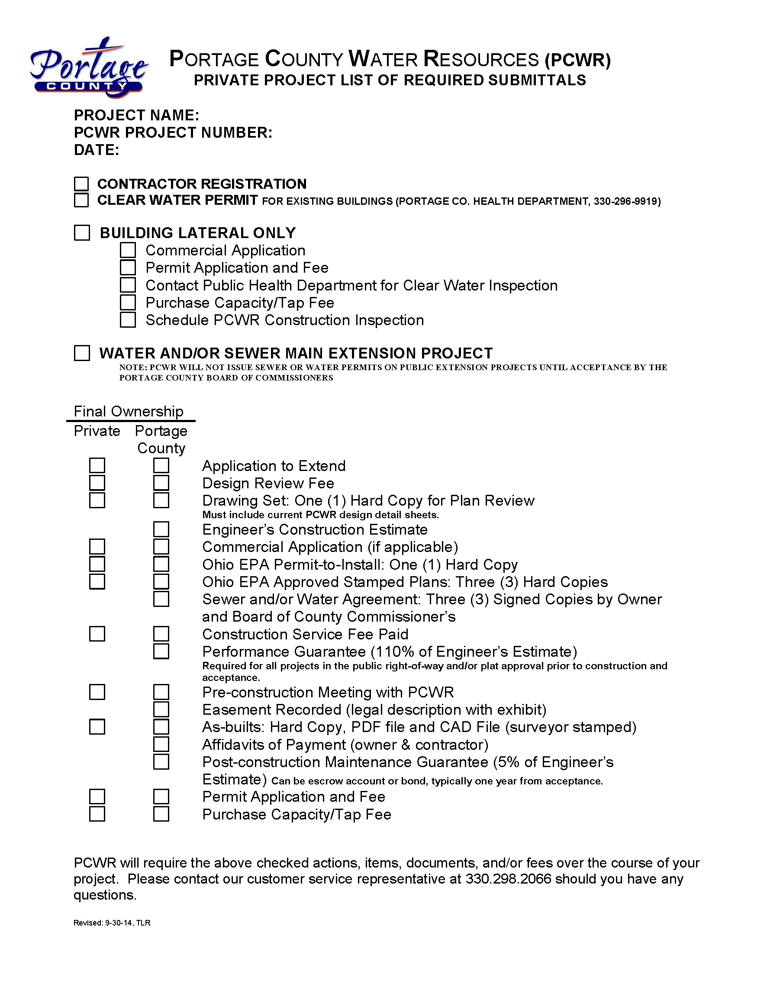 Portage
COUNTY
PORTAGE COUNTY WATER RESOURCES (PCWR)
PRIVATE PROJECT LIST OF REQUIRED SUBMITTALS
PROJECT NAME:
PCWR PROJECT NUMBER:
DATE:
CONTRACTOR REGISTRATION
CLEAR WATER PERMIT FOR EXISTING BUILDINGS (PORTAGE CO. HEALTH DEPARTMENT, 330-296-9919)
BUILDING LATERAL ONLY
Commercial Application
Permit Application and Fee
Contact Public Health Department for Clear Water Inspection
Purchase Capacity/Tap Fee
Schedule PCWR Construction Inspection
WATER AND/OR SEWER MAIN EXTENSION PROJECT
NOTE: PCWR WILL NOT ISSUE SEWER OR WATER PERMITS ON PUBLIC EXTENSION PROJECTS UNTIL ACCEPTANCE BY THE
PORTAGE COUNTY BOARD OF COMMISSIONERS
Final Ownership
Private Portage
County
Application to Extend
Design Review Fee
Drawing Set: One (1) Hard Copy for Plan Review
Must include current PCWR design detail sheets.
Engineer’s Construction Estimate
Commercial Application (if applicable)
Ohio EPA Permit-to-Install: One (1) Hard Copy
Ohio EPA Approved Stamped Plans: Three (3) Hard Copies
Sewer and/or Water Agreement: Three (3) Signed Copies by Owner
and Board of County Commissioner’s
Construction Service Fee Paid
Performance Guarantee (110% of Engineer’s Estimate)
Required for all projects in the public right-of-way and/or plat approval prior to construction and
acceptance.
Pre-construction Meeting with PCWR
Easement Recorded (legal description with exhibit)
As-builts: Hard Copy, PDF file and CAD File (surveyor stamped)
Affidavits of Payment (owner & contractor)
Post-construction Maintenance Guarantee (5% of Engineer’s
Estimate) Can be escrow account or bond, typically one year from acceptance.
Permit Application and Fee
Purchase Capacity/Tap Fee
PCWR will require the above checked actions, items, documents, and/or fees over the course of your
project. Please contact our customer service representative at 330.298.2066 should you have any
questions.
Revised: 9-30-14, TLR